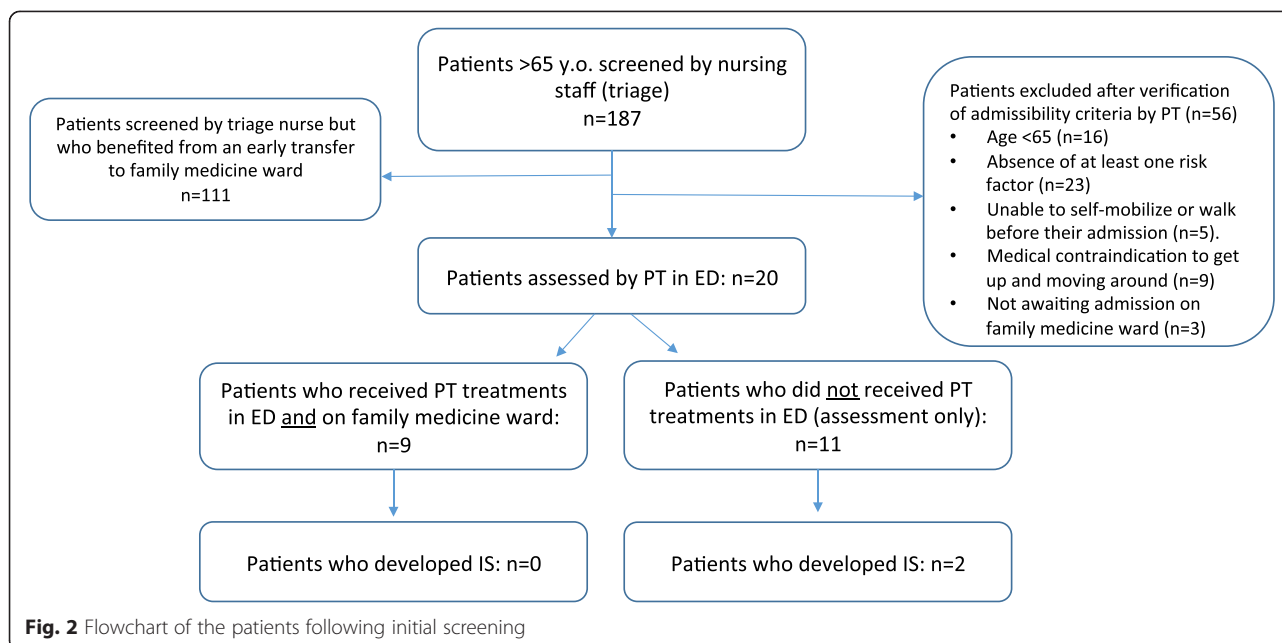 Patients >65 y.o. screened by nursing
staff (triage)
n=187
Patients screened by triage nurse but
who benefited from an early transfer
to family medicine ward
n=111
Patients excluded after verification
of admissibility criteria by PT (n=56)
• Age <65 (n=16)
• Absence of at least one risk
factor (n=23)
• Unable to self-mobilize or walk
before their admission (n=5).
• Medical contraindication to get
up and moving around (n=9)
• Not awaiting admission on
family medicine ward (n=3)
Patients assessed by PT in ED: n=20
Patients who received PT treatments
in ED and on family medicine ward:
n=9
Patients who did not received PT
treatments in ED (assessment only):
n=11
Patients who developed IS: n=0
Patients who developed IS: n=2
Fig. 2 Flowchart of the patients following initial screening